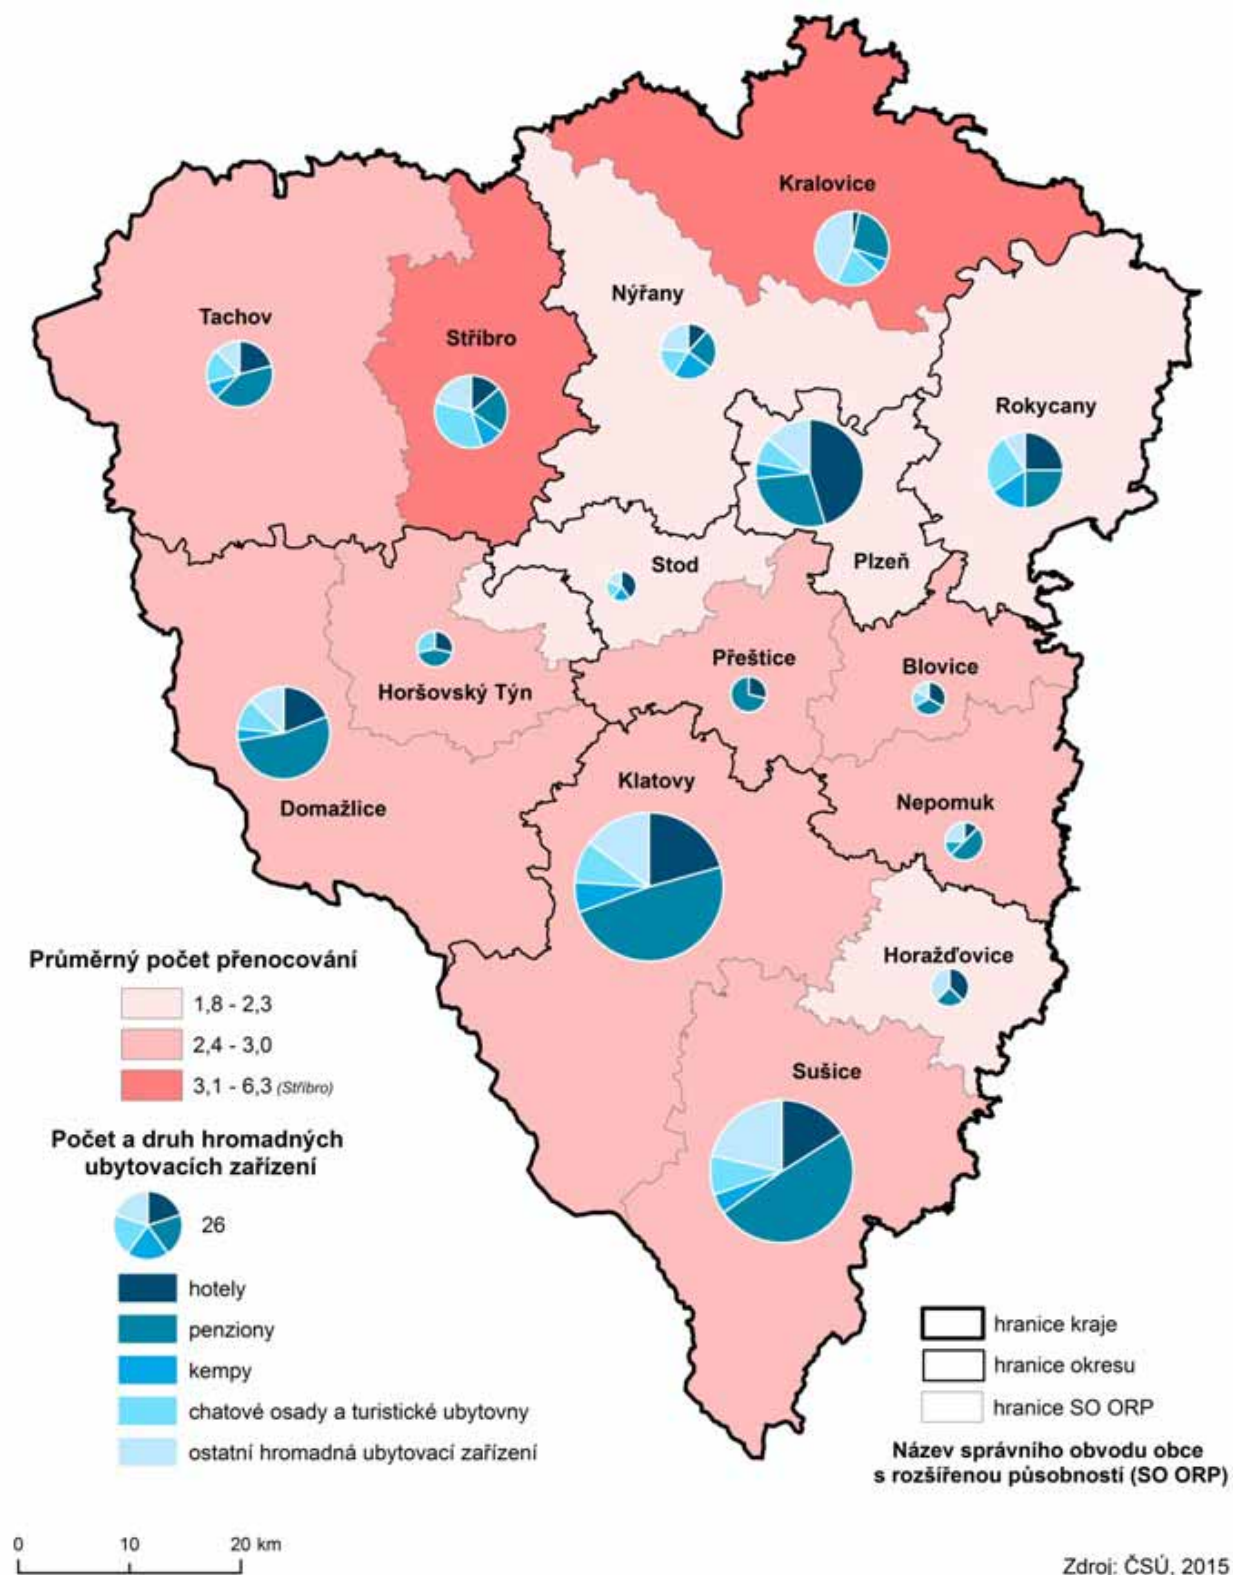 Kralovice
Nýřany
Tachov
Stříbro
Rokycany
Stod
Plzeň
Přeštice
Blovice
Horšovský Týn
Klatovy
Nepomuk
Domažlice
Horažďovice
Sušice
Průměrný počet přenocování
1,8 - 2,3
2,4 - 3,0
3,1 - 6,3 (Stříbro)
Počet a druh hromadných
ubytovacích zařízení
26
hotely
penziony
kempy
chatové osady a turistické ubytovny
ostatní hromadná ubytovací zařízení
hranice kraje
hranice okresu
hranice SO ORP
Název správního obvodu obce
s rozšířenou působností (SO ORP)
0 10 20 km
Zdroj: ČSÚ, 2015